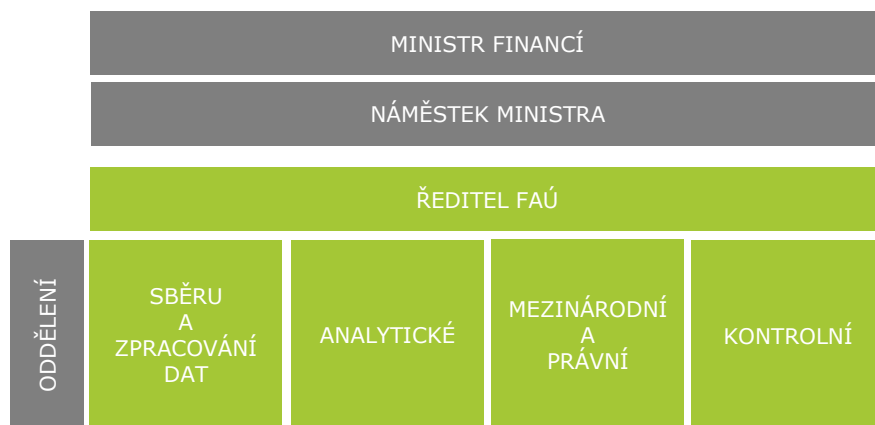 MINISTR FINANCÍ
NÁMĚSTEK MINISTRA
ŘEDITEL FAÚ
ODDĚLENÍ
SBĚRU
A
ZPRACOVÁNÍ
DAT
ANALYTICKÉ
MEZINÁRODNÍ
A
PRÁVNÍ
KONTROLNÍ